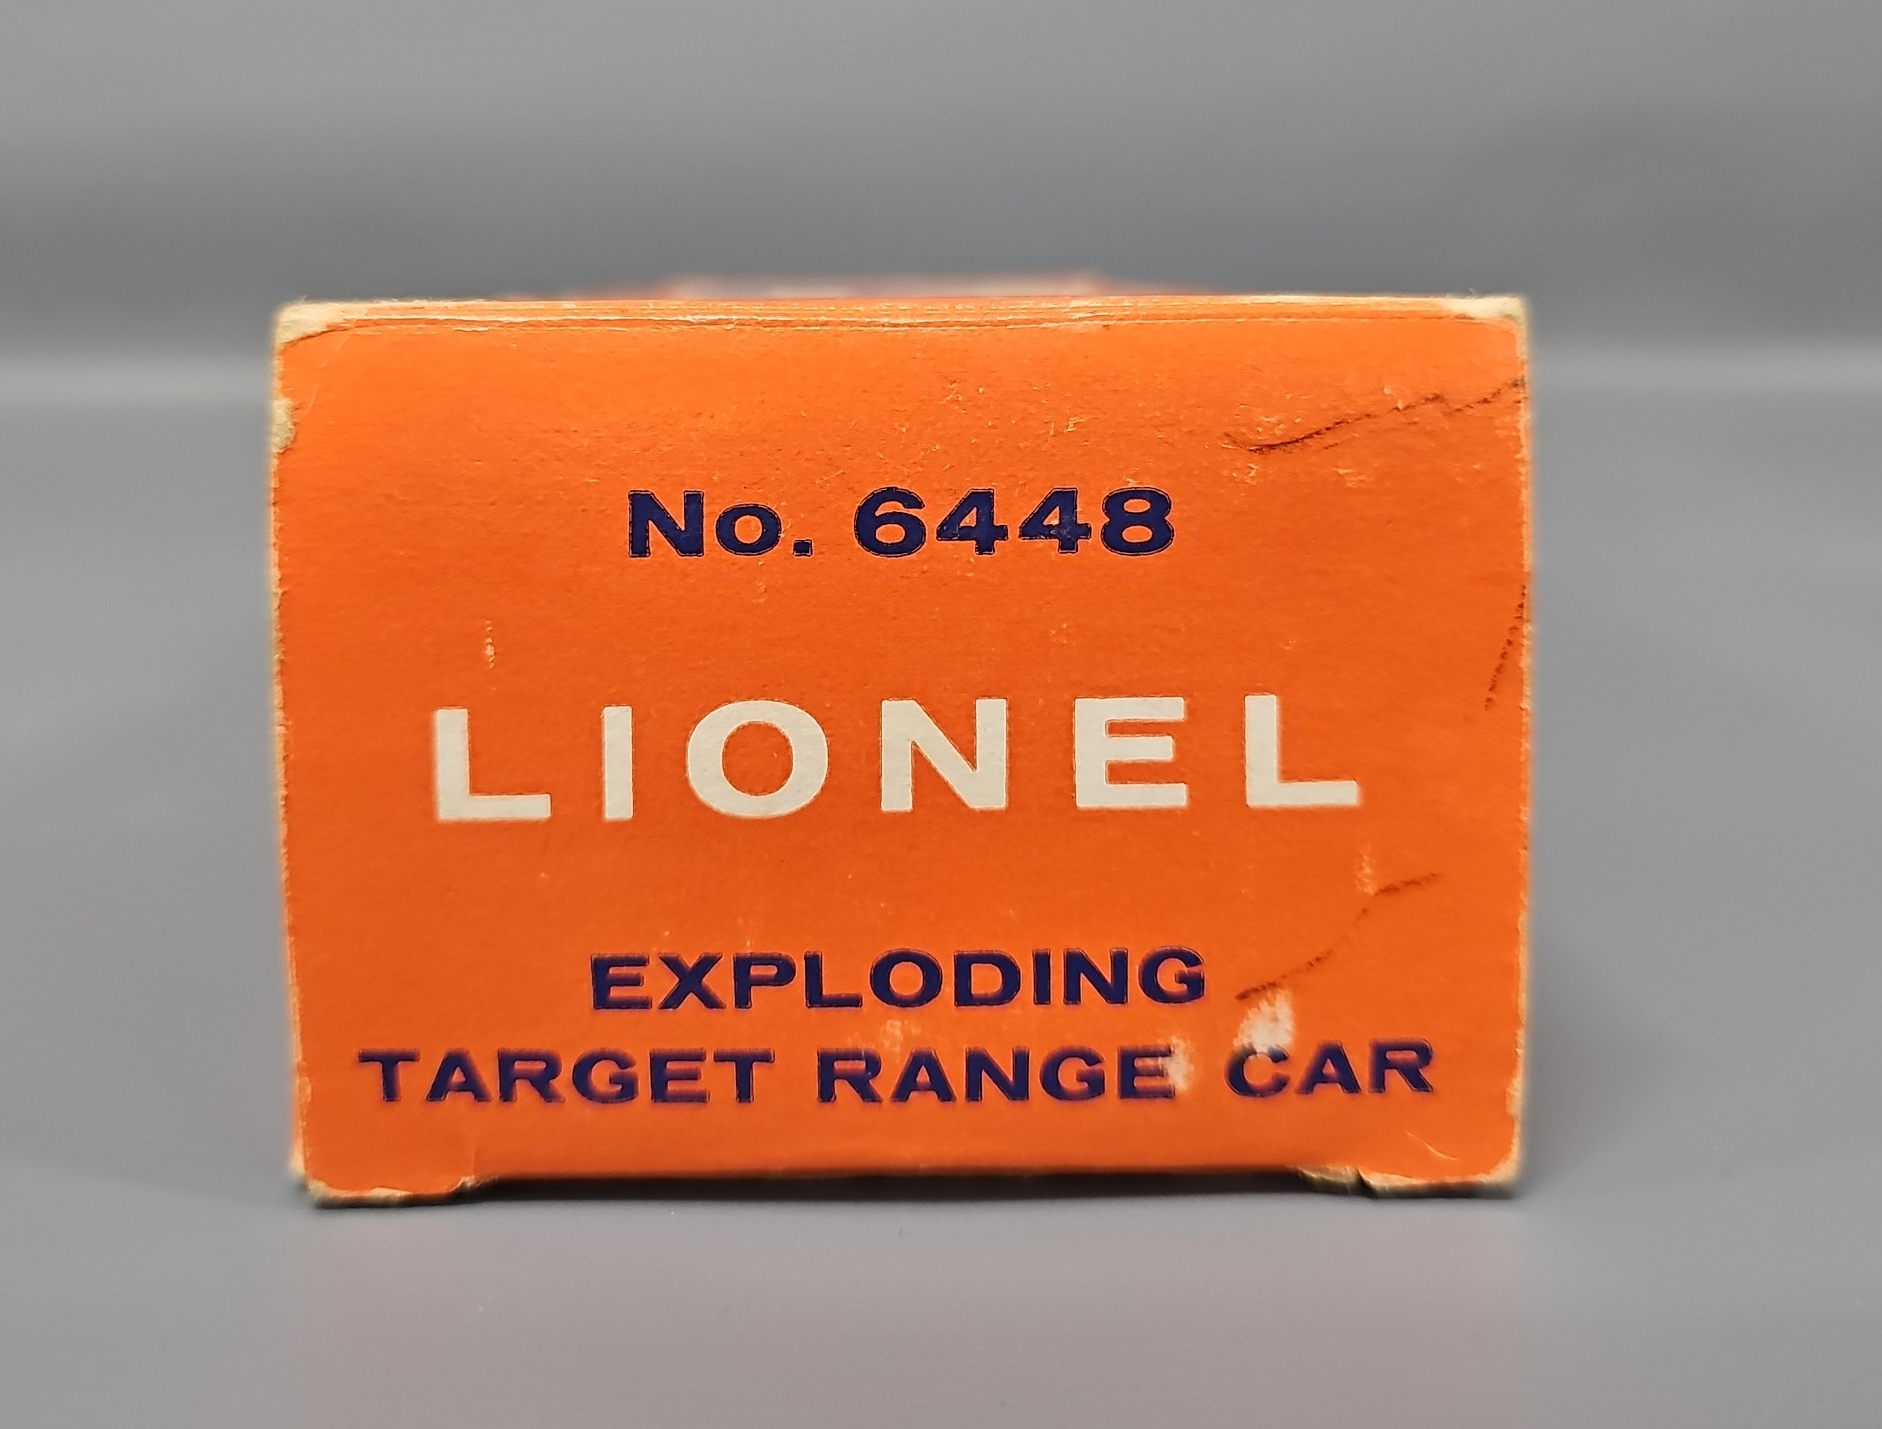 No. 6448
LIONEL
EXPLODING
TARGET RANGE CAR